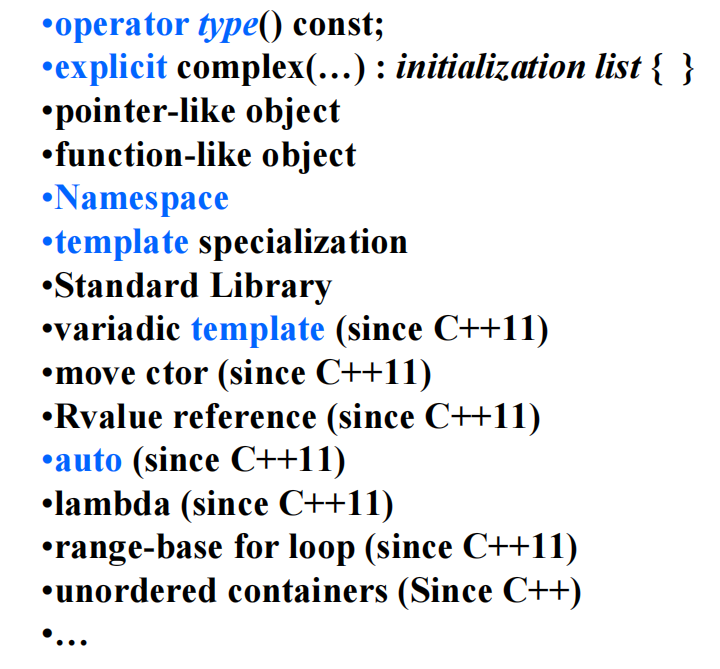 •operator type() const;
•explicit complex(…) : initialization list { }
•pointer-like object
•function-like object
•Namespace
•template specialization
•Standard Library
•variadic template (since C++11)
•move ctor (since C++11)
•Rvalue reference (since C++11)
•auto (since C++11)
•lambda (since C++11)
•range-base for loop (since C++11)
•unordered containers (Since C++)
•…